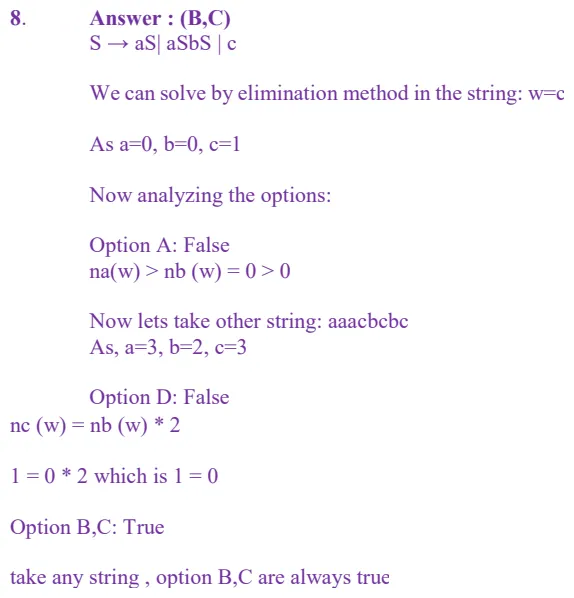 8. Answer : (B,C)
S → aS| aSbS | c
We can solve by elimination method in the string: w=c
As a=0, b=0, c=1
Now analyzing the options:
Option A: False
na(w) > nb (w) = 0 > 0
Now lets take other string: aaacbcbc
As, a=3, b=2, c=3
Option D: False
nc (w) = nb (w) * 2
1 = 0 * 2 which is 1 = 0
Option B,C: True
take any string , option B,C are always true